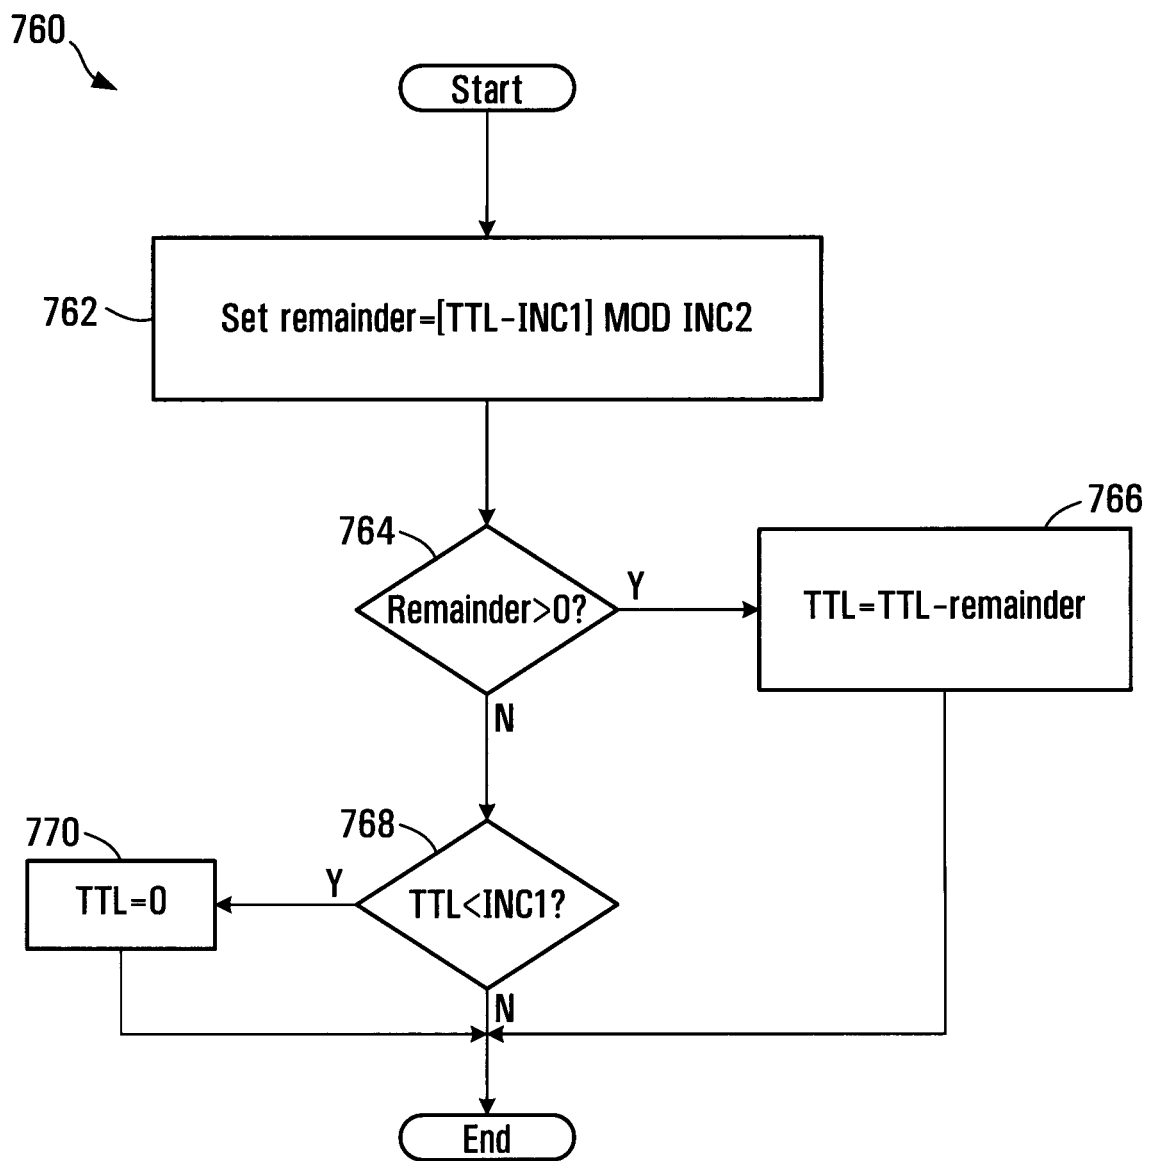 760
Start
762
Set remainder=[TTL-INC1] MOD INC2
764
766
Remainder>0?
Y
TTL=TTL-remainder
N
768
770
TTL<INC1?
Y
TTL=0
N
End